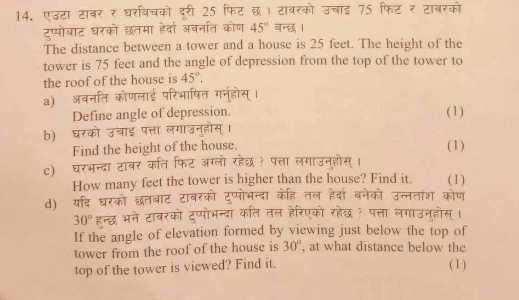 14. एउटा टावर र घरबिचको दुरी 25 फिट छ । टावरको उचाइ 75 फिट र टावरको
टुप्पोबाट घरको छतमा हेर्दा अवनति कोण 45° बन्छ ।
The distance between a tower and a house is 25 feet. The height of the
tower is 75 feet and the angle of depression from the top of the tower to
the roof of the house is 45°.
a) अवनति कोणलाई परिभाषित गर्नुहोस् ।
Define angle of depression. (1)
b) घरको उचाइ पत्ता लगाउनुहोस् ।
Find the height of the house. (1)
c) घरभन्दा टावर कति फिट अग्लो रहेछ ? पत्ता लगाउनुहोस् ।
How many feet the tower is higher than the house? Find it. (1)
d) यदि घरको छतबाट टावरको टुप्पोभन्दा केहि तल हेर्दा बनेको उन्नतांश कोण
30° हुन्छ भने टावरको टुप्पोभन्दा कति तल हेरिएको रहेछ ? पत्ता लगाउनुहोस् ।
If the angle of elevation formed by viewing just below the top of
tower from the roof of the house is 30°, at what distance below the
top of the tower is viewed? Find it. (1)